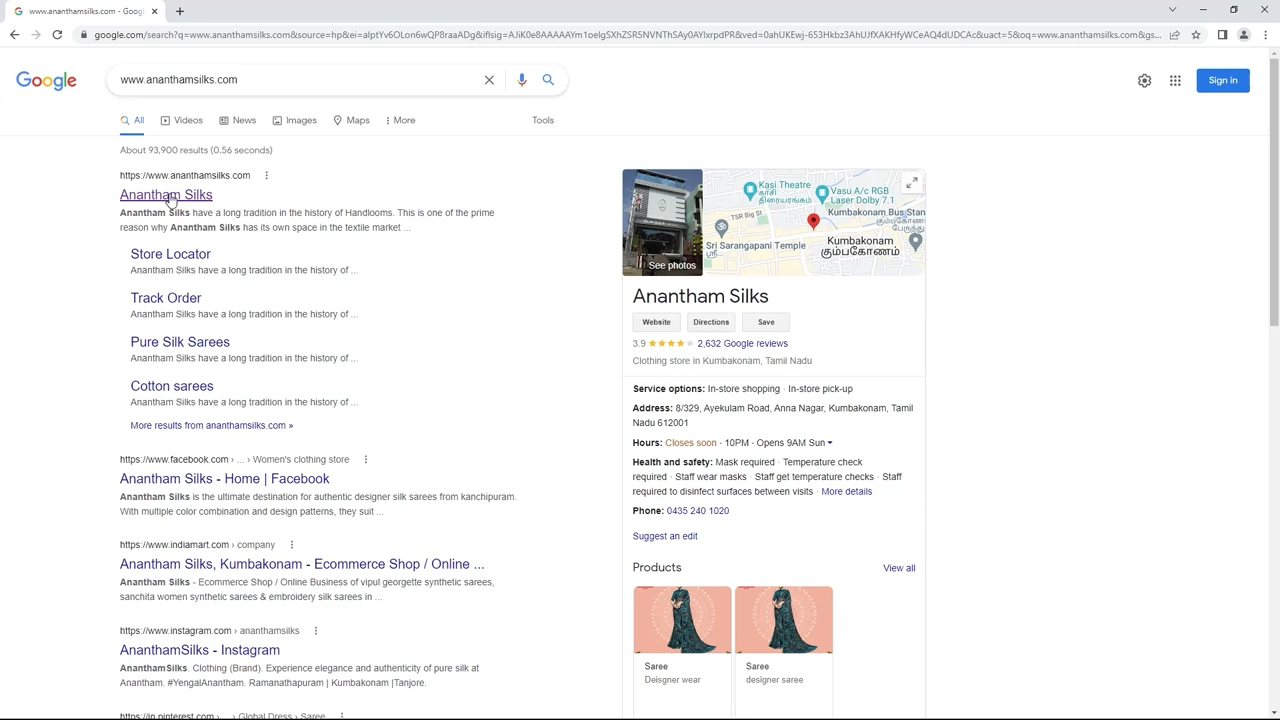 www.ananthamsilks.com - Googl
google.com/search?q=www.ananthamsilks.com&source=hp&ei=
Google
www.ananthamsilks.com
Sign in
All
Videos
News
Images
Maps
More
Tools
About 93,900 results (0.56 seconds)
https://www.ananthamsilks.com
Anantham Silks
Anantham Silks have a long tradition in the history of Handlooms. This is one of the prime
reason why Anantham Silks has its own space in the textile market ...
Store Locator
Anantham Silks have a long tradition in the history of ...
Track Order
Anantham Silks have a long tradition in the history of ...
Pure Silk Sarees
Anantham Silks have a long tradition in the history of ...
Cotton sarees
Anantham Silks have a long tradition in the history of ...
More results from ananthamsilks.com »
https://www.facebook.com › ... › Women's clothing store
Anantham Silks - Home | Facebook
Anantham Silks is the ultimate destination for authentic designer silk sarees from kanchipuram.
With multiple color combination and design patterns, they suit ...
https://www.indiamart.com › company
Anantham Silks, Kumbakonam - Ecommerce Shop / Online ...
Anantham Silks - Ecommerce Shop / Online Business of vipul georgette synthetic sarees,
sanchita women synthetic sarees & embroidery silk sarees in ...
https://www.instagram.com › ananthamsilks
AnanthamSilks - Instagram
AnanthamSilks. Clothing (Brand). Experience elegance and authenticity of pure silk at
Anantham. #YengalAnantham. Ramanathapuram | Kumbakonam |Tanjore.
https://in.pinterest.com › ... › Global Dress › Saree
See photos
Kasi Theatre
காசி
திரையரங்கம்
Vasu A/c RGB
Laser Dolby 7.1
TSR Big St
Kumbakonam Bus Stan
கும்பகோணம்
பேருந்து
Sri Sarangapani Temple
ஸ்ரீ
Kumbakonam
கும்பகோணம்
Anantham Silks
Website
Directions
Save
3.9 2,632 Google reviews
Clothing store in Kumbakonam, Tamil Nadu
Service options: In-store shopping · In-store pick-up
Address: 8/329, Ayekulam Road, Anna Nagar, Kumbakonam, Tamil
Nadu 612001
Hours: Closes soon · 10PM · Opens 9AM Sun
Health and safety: Mask required · Temperature check
required · Staff wear masks · Staff get temperature checks · Staff
required to disinfect surfaces between visits · More details
Phone: 0435 240 1020
Suggest an edit
Products
View all
Saree
Deisgner wear
Saree
designer saree